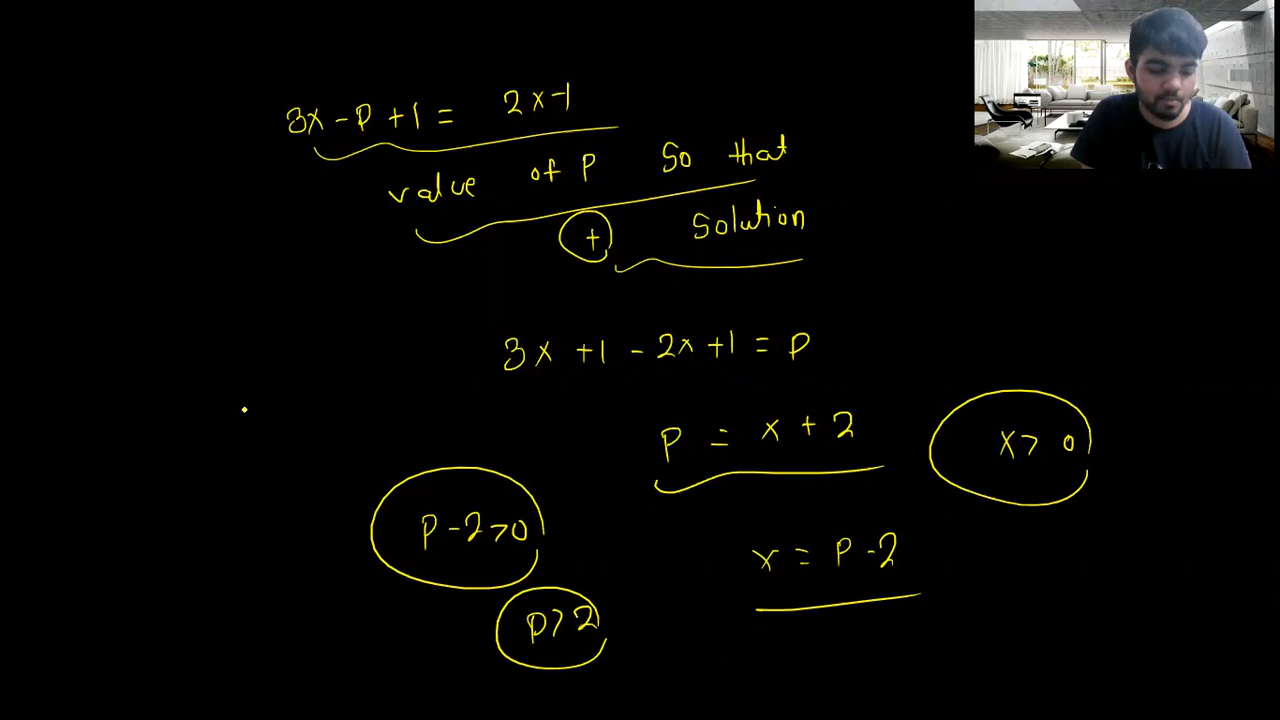 3x - p + 1 = 2x - 1
value of p so that
+ solution
3x + 1 - 2x + 1 = p
p = x + 2
x > 0
p - 2 > 0
x = p - 2
p > 2